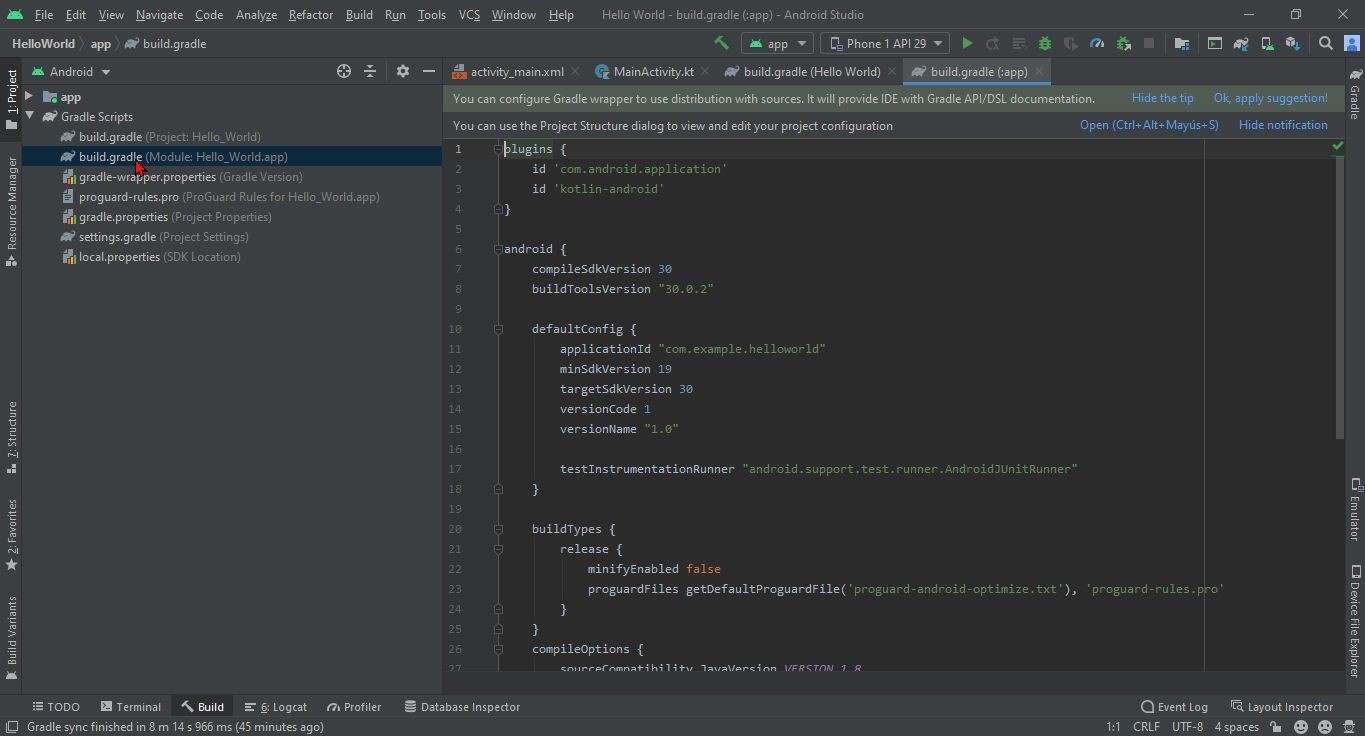 File Edit View Navigate Code Analyze Refactor Build Run Tools VCS Window Help Hello World - build.gradle (:app) - Android Studio
HelloWorld app build.gradle
app Phone 1 API 29
1: Project
Resource Manager
7: Structure
2: Favorites
Build Variants
Android
app
Gradle Scripts
build.gradle (Project: Hello_World)
build.gradle (Module: Hello_World.app)
gradle-wrapper.properties (Gradle Version)
proguard-rules.pro (ProGuard Rules for Hello_World.app)
gradle.properties (Project Properties)
settings.gradle (Project Settings)
local.properties (SDK Location)
activity_main.xml MainActivity.kt build.gradle (Hello World) build.gradle (:app)
You can configure Gradle wrapper to use distribution with sources. It will provide IDE with Gradle API/DSL documentation. Hide the tip Ok, apply suggestion!
You can use the Project Structure dialog to view and edit your project configuration Open (Ctrl+Alt+Mayús+S) Hide notification
1 plugins {
2 id 'com.android.application'
3 id 'kotlin-android'
4 }
5
6 android {
7 compileSdkVersion 30
8 buildToolsVersion "30.0.2"
9
10 defaultConfig {
11 applicationId "com.example.helloworld"
12 minSdkVersion 19
13 targetSdkVersion 30
14 versionCode 1
15 versionName "1.0"
16
17 testInstrumentationRunner "android.support.test.runner.AndroidJUnitRunner"
18 }
19
20 buildTypes {
21 release {
22 minifyEnabled false
23 proguardFiles getDefaultProguardFile('proguard-android-optimize.txt'), 'proguard-rules.pro'
24 }
25 }
26 compileOptions {
27 sourceCompatibility JavaVersion.VERSION_1_8
Gradle
Emulator
Device File Explorer
TODO Terminal Build 6: Logcat Profiler Database Inspector Event Log Layout Inspector
Gradle sync finished in 8 m 14 s 966 ms (45 minutes ago) 1:1 CRLF UTF-8 4 spaces